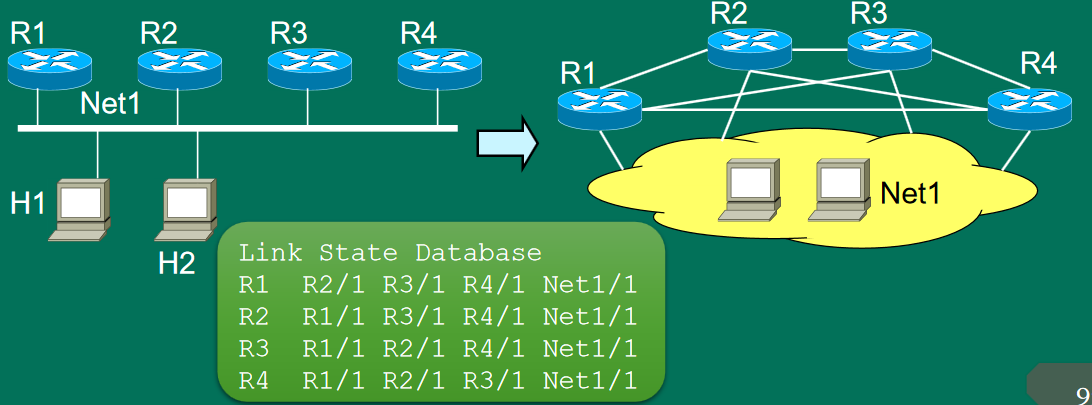 R1 R2 R3 R4
Net1
H1
H2
R2 R3
R1
R4
Net1
Link State Database
R1 R2/1 R3/1 R4/1 Net1/1
R2 R1/1 R3/1 R4/1 Net1/1
R3 R1/1 R2/1 R4/1 Net1/1
R4 R1/1 R2/1 R3/1 Net1/1
9